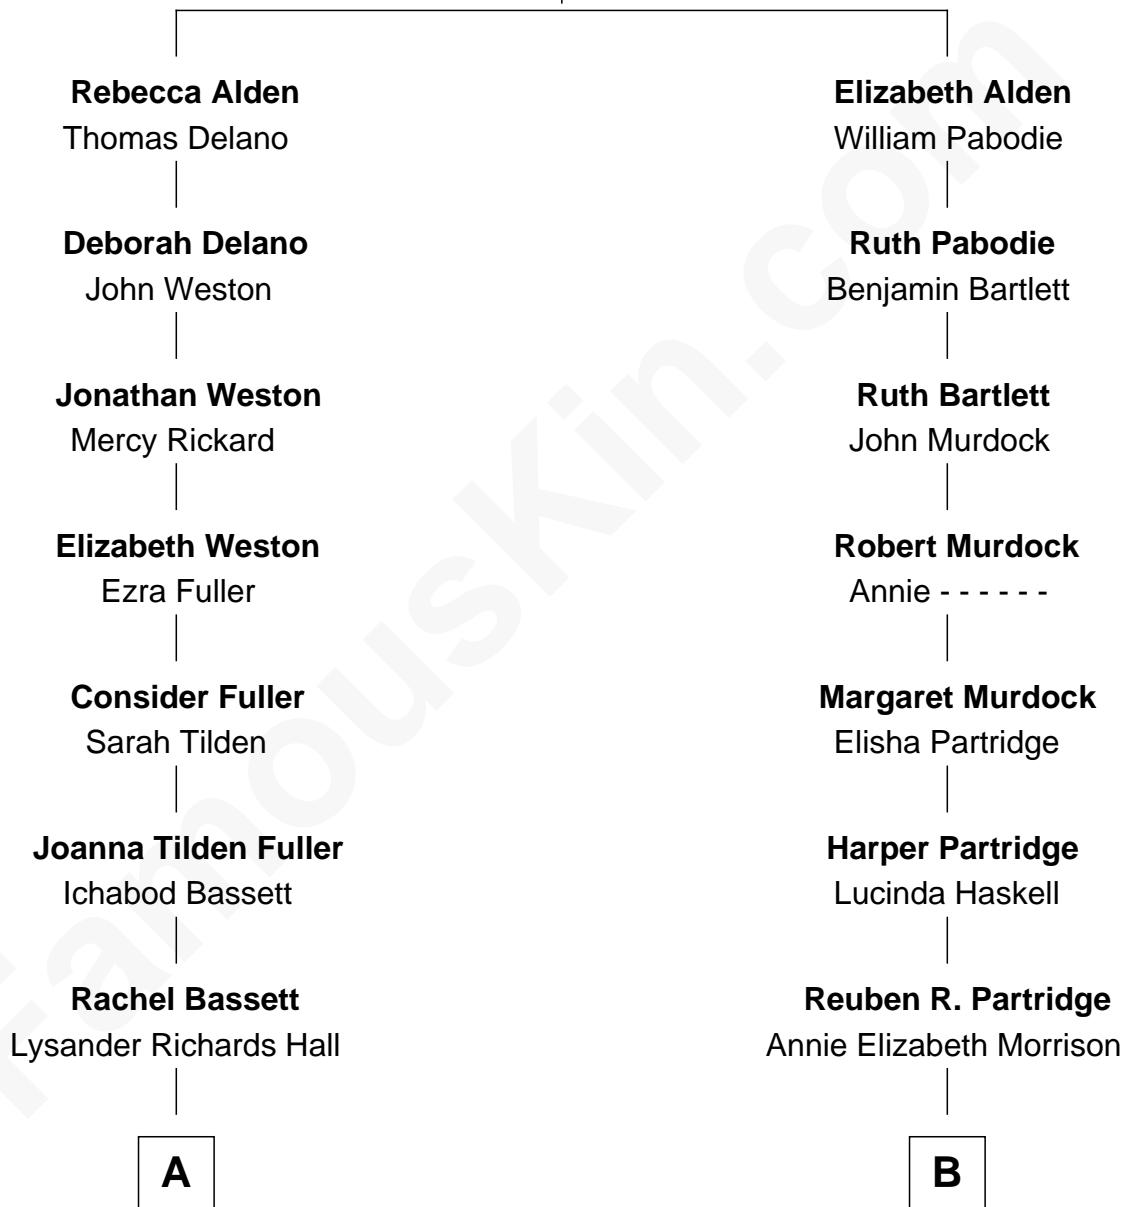 Rebecca Alden
Thomas Delano
Deborah Delano
John Weston
Jonathan Weston
Mercy Rickard
Elizabeth Weston
Ezra Fuller
Consider Fuller
Sarah Tilden
Joanna Tilden Fuller
Ichabod Bassett
Rachel Bassett
Lysander Richards Hall
A
Elizabeth Alden
William Pabodie
Ruth Pabodie
Benjamin Bartlett
Ruth Bartlett
John Murdock
Robert Murdock
Annie - - - - - -
Margaret Murdock
Elisha Partridge
Harper Partridge
Lucinda Haskell
Reuben R. Partridge
Annie Elizabeth Morrison
B
FamousKin.com